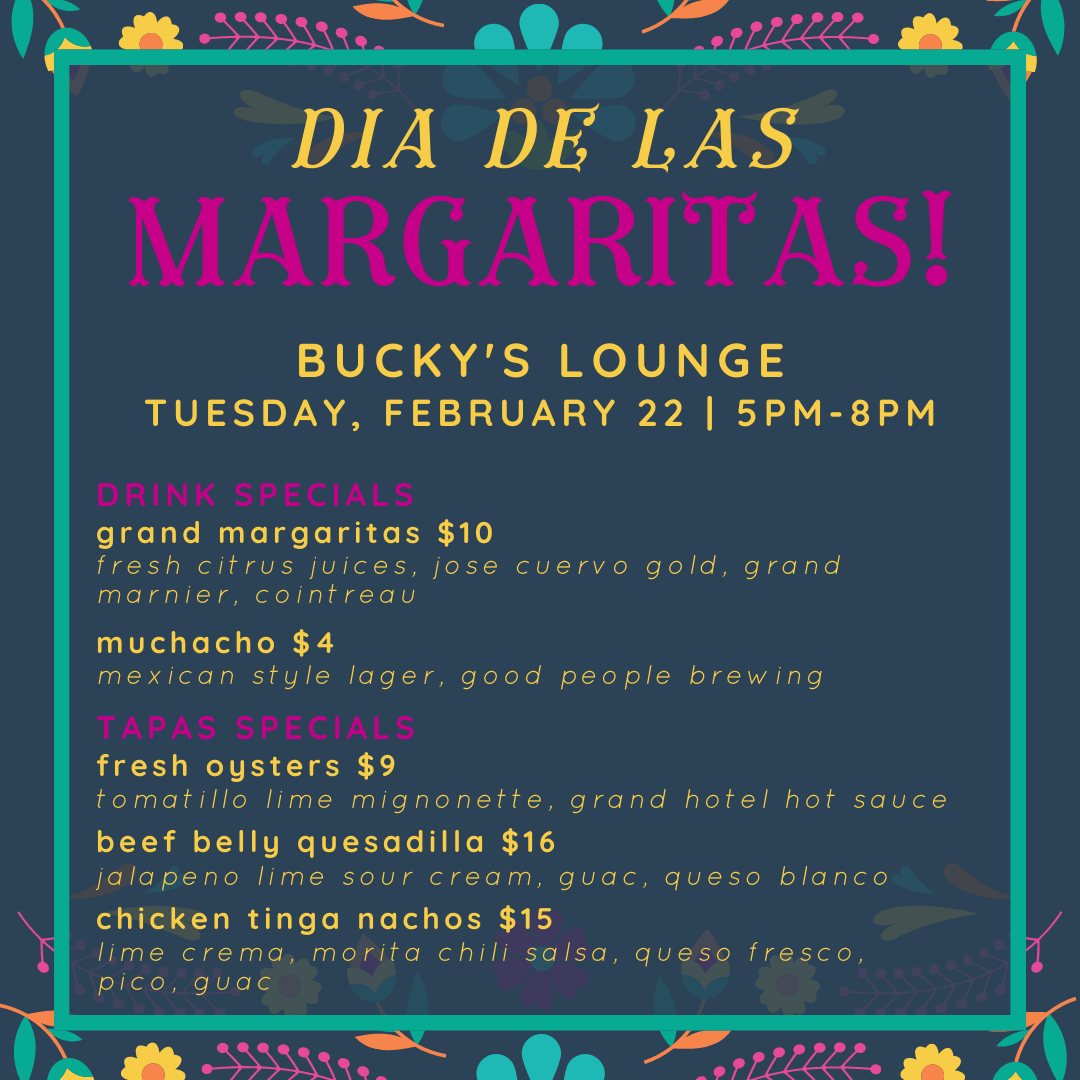 DIA DE LAS
MARGARITAS!
BUCKY'S LOUNGE
TUESDAY, FEBRUARY 22 | 5PM-8PM
DRINK SPECIALS
grand margaritas $10
fresh citrus juices, jose cuervo gold, grand
marnier, cointreau
muchacho $4
mexican style lager, good people brewing
TAPAS SPECIALS
fresh oysters $9
tomatillo lime mignonette, grand hotel hot sauce
beef belly quesadilla $16
jalapeno lime sour cream, guac, queso blanco
chicken tinga nachos $15
lime crema, morita chili salsa, queso fresco,
pico, guac